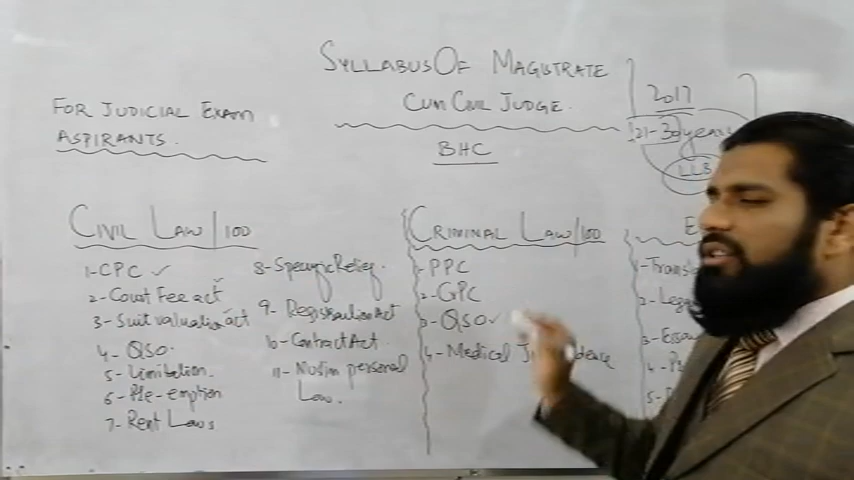 SYLLABUS OF MAGISTRATE
CUM CIVIL JUDGE.
BHC
FOR JUDICIAL EXAM
ASPIRANTS.
2017
21-30 years
LLB
CIVIL LAW/100
1-CPC ✓
2-Court Fee act ✓
3-Suit valuation act
4-QSO.
5-Limitation.
6-Pre-emption
7-Rent Laws
8-Specific Relief.
9-Registration Act
10-Contract Act.
11-Muslim personal
Law.
CRIMINAL LAW/100
1-PPC
2-CrPC
3-QSO ✓
4-Medical
E
1-Trans
2-Leg
3-Essay
4-P
5-